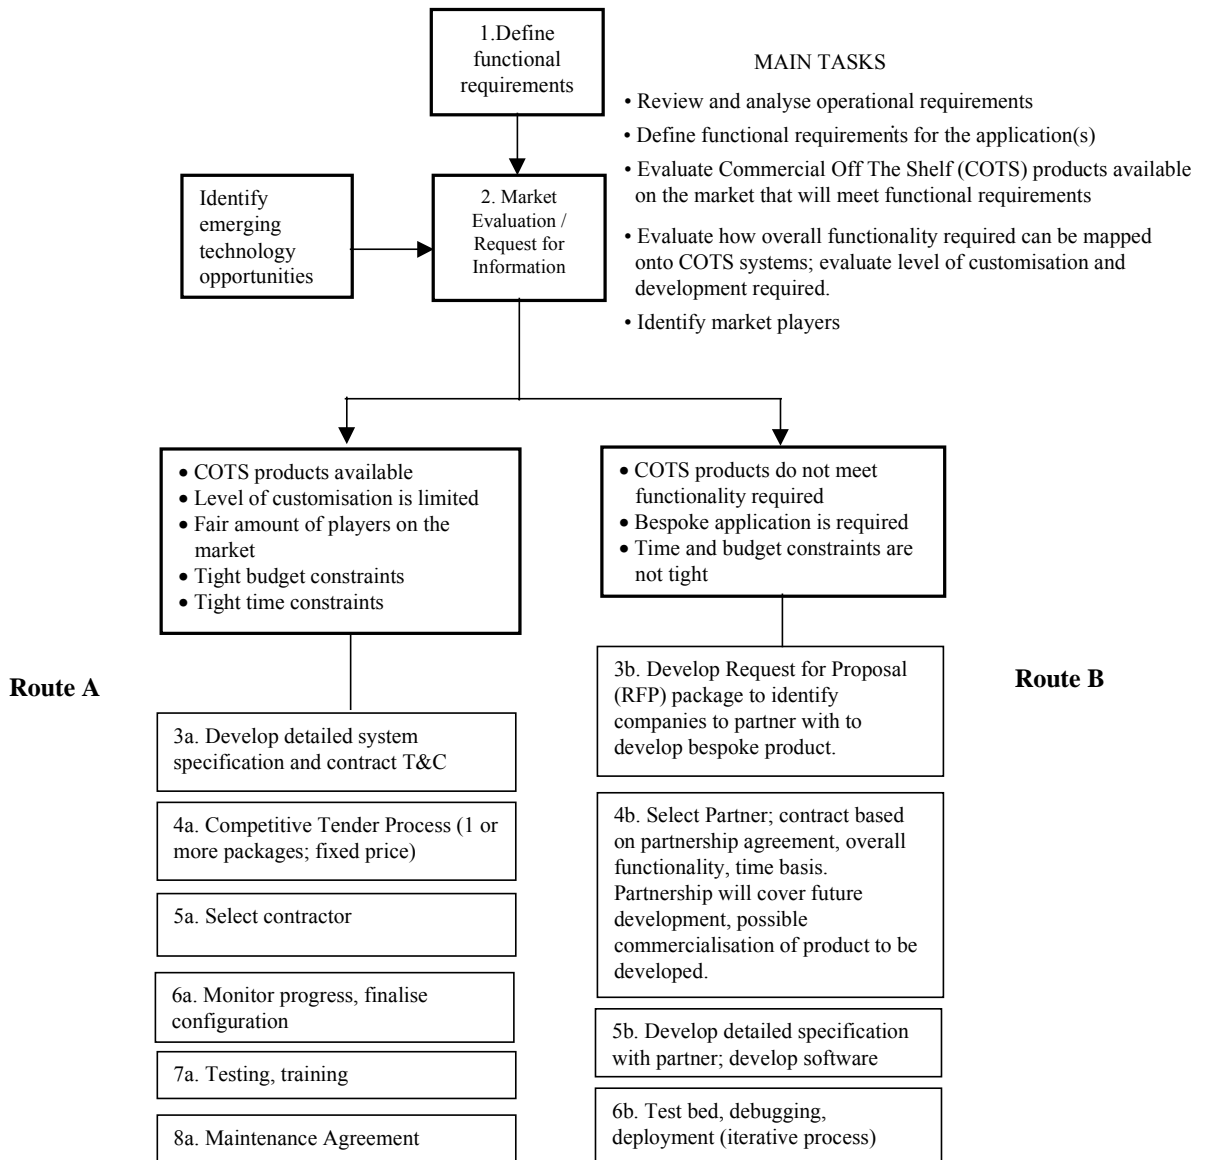 1.Define
functional
requirements
MAIN TASKS
• Review and analyse operational requirements
• Define functional requirements for the application(s)
• Evaluate Commercial Off The Shelf (COTS) products available
on the market that will meet functional requirements
• Evaluate how overall functionality required can be mapped
onto COTS systems; evaluate level of customisation and
development required.
• Identify market players
Identify
emerging
technology
opportunities
2. Market
Evaluation /
Request for
Information
• COTS products available
• Level of customisation is limited
• Fair amount of players on the
market
• Tight budget constraints
• Tight time constraints
• COTS products do not meet
functionality required
• Bespoke application is required
• Time and budget constraints are
not tight
Route A
3a. Develop detailed system
specification and contract T&C
4a. Competitive Tender Process (1 or
more packages; fixed price)
5a. Select contractor
6a. Monitor progress, finalise
configuration
7a. Testing, training
8a. Maintenance Agreement
Route B
3b. Develop Request for Proposal
(RFP) package to identify
companies to partner with to
develop bespoke product.
4b. Select Partner; contract based
on partnership agreement, overall
functionality, time basis.
Partnership will cover future
development, possible
commercialisation of product to be
developed.
5b. Develop detailed specification
with partner; develop software
6b. Test bed, debugging,
deployment (iterative process)